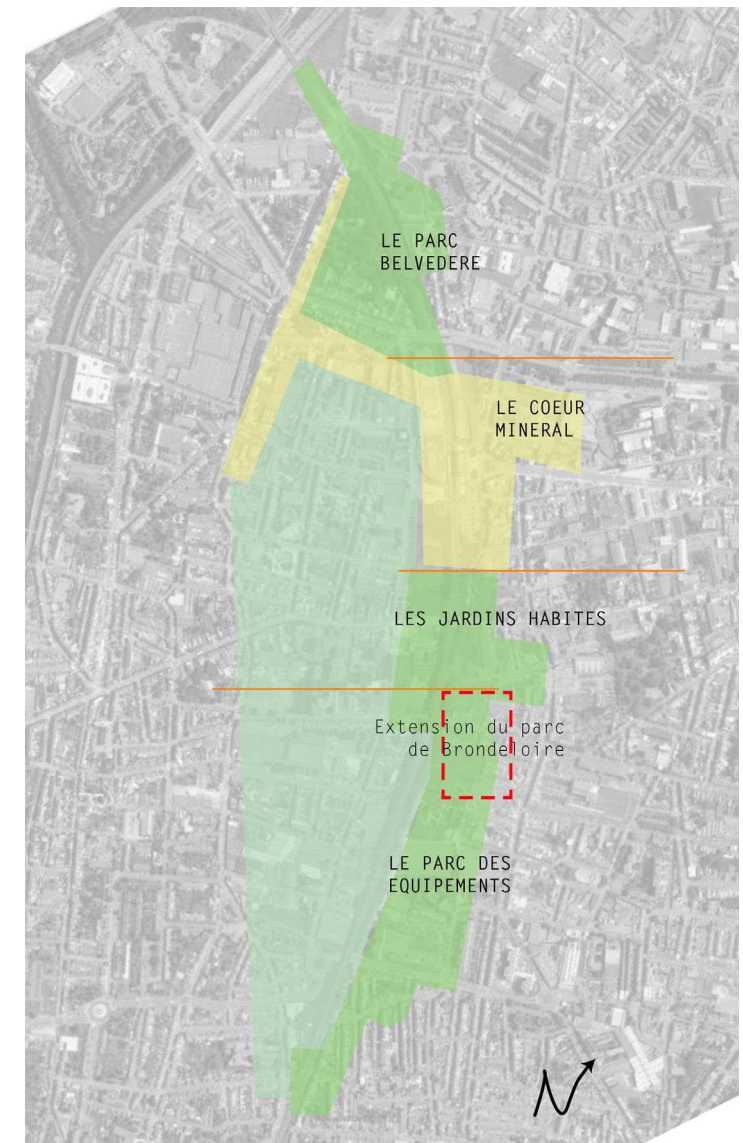 LE PARC
BELVEDERE
LE COEUR
MINERAL
LES JARDINS HABITES
Extension du parc
de Brondeloire
LE PARC DES
EQUIPEMENTS
N